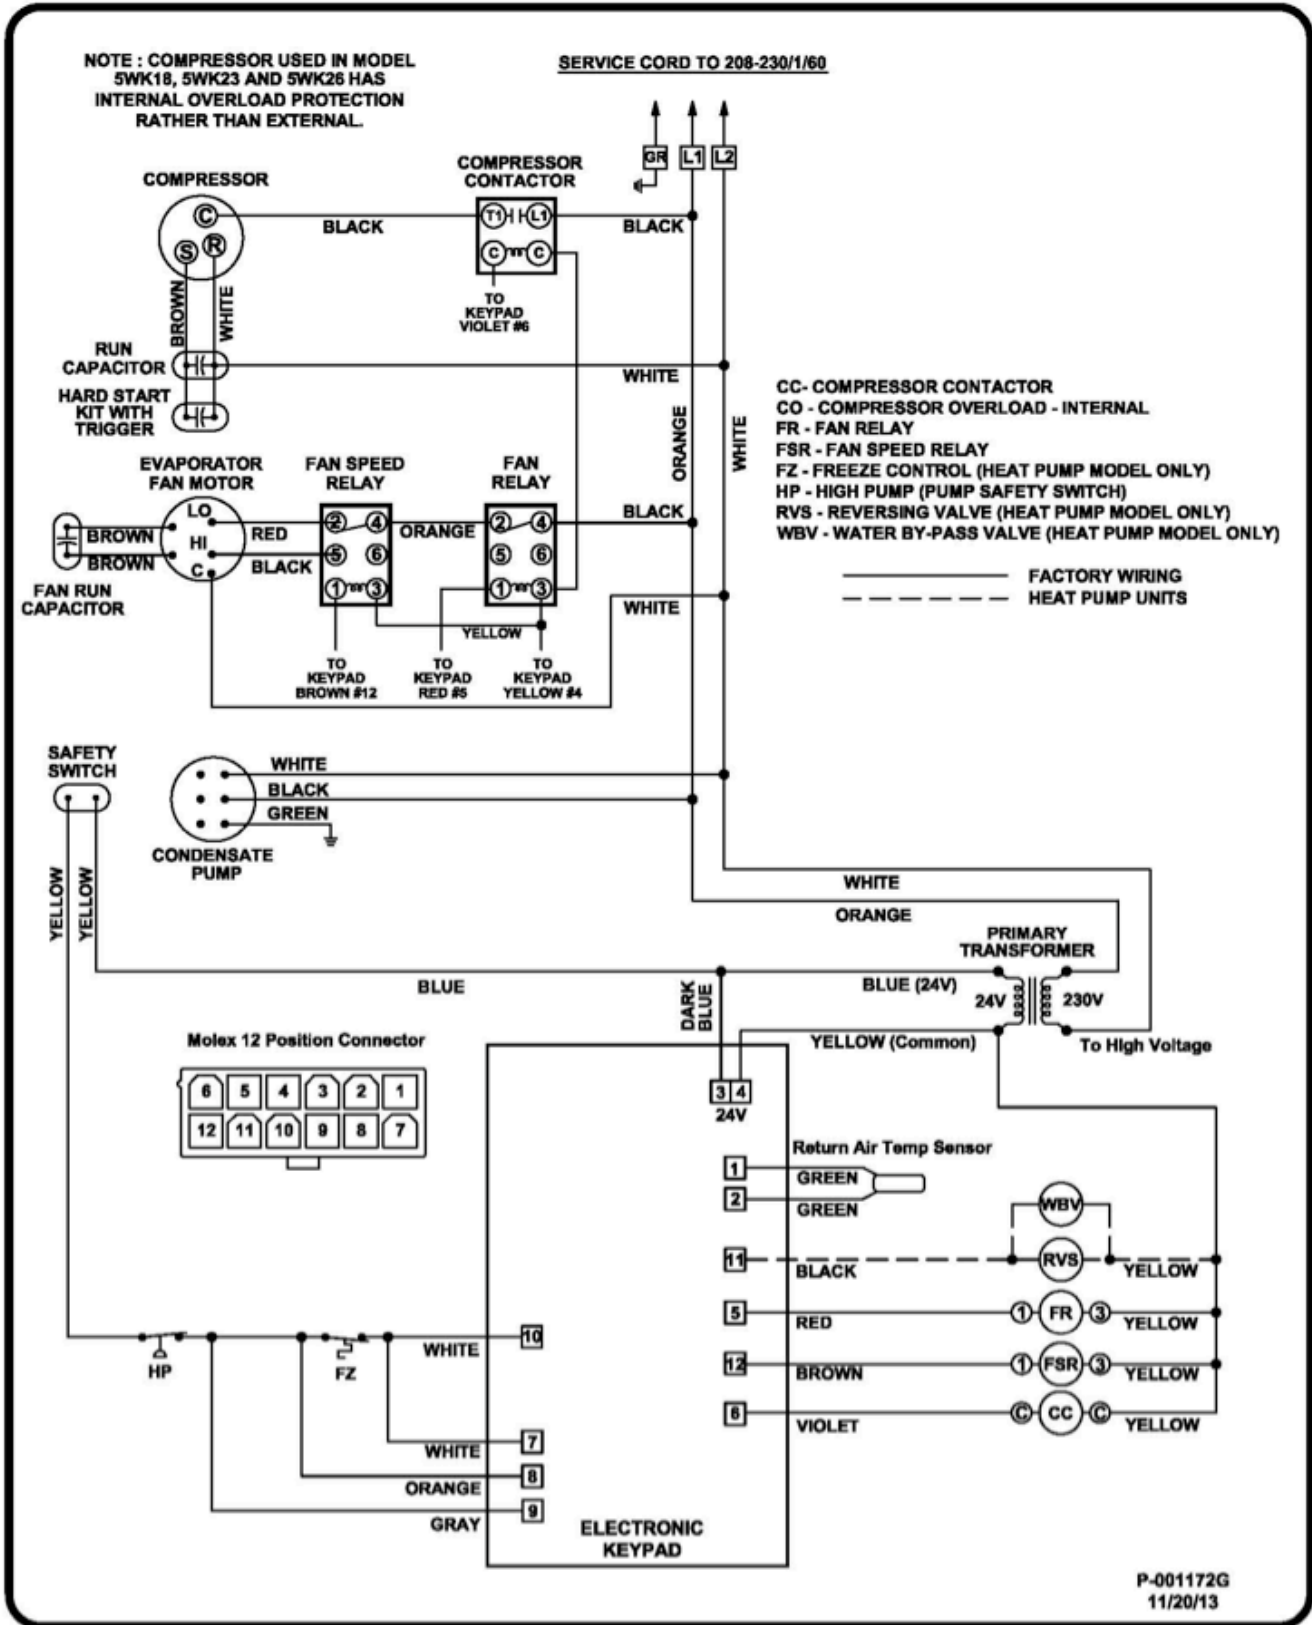 NOTE : COMPRESSOR USED IN MODEL
5WK18, 5WK23 AND 5WK26 HAS
INTERNAL OVERLOAD PROTECTION
RATHER THAN EXTERNAL.
SERVICE CORD TO 208-230/1/60
GR L1 L2
COMPRESSOR
CONTACTOR
COMPRESSOR
C
S R
BLACK
T1 L1
C C
BLACK
TO
KEYPAD
VIOLET #6
BROWN
WHITE
RUN
CAPACITOR
HARD START
KIT WITH
TRIGGER
WHITE
ORANGE
WHITE
CC- COMPRESSOR CONTACTOR
CO - COMPRESSOR OVERLOAD - INTERNAL
FR - FAN RELAY
FSR - FAN SPEED RELAY
FZ - FREEZE CONTROL (HEAT PUMP MODEL ONLY)
HP - HIGH PUMP (PUMP SAFETY SWITCH)
RVS - REVERSING VALVE (HEAT PUMP MODEL ONLY)
WBV - WATER BY-PASS VALVE (HEAT PUMP MODEL ONLY)
FACTORY WIRING
HEAT PUMP UNITS
EVAPORATOR
FAN MOTOR
FAN SPEED
RELAY
FAN
RELAY
LO
HI
C
BROWN
BROWN
FAN RUN
CAPACITOR
RED
BLACK
2 4
5 6
1 3
ORANGE
2 4
5 6
1 3
BLACK
WHITE
YELLOW
TO
KEYPAD
BROWN #12
TO
KEYPAD
RED #5
TO
KEYPAD
YELLOW #4
SAFETY
SWITCH
WHITE
BLACK
GREEN
CONDENSATE
PUMP
YELLOW
YELLOW
WHITE
ORANGE
PRIMARY
TRANSFORMER
BLUE
DARK
BLUE
BLUE (24V)
24V 230V
YELLOW (Common)
To High Voltage
Molex 12 Position Connector
6 5 4 3 2 1
12 11 10 9 8 7
3 4
24V
Return Air Temp Sensor
1 GREEN
2 GREEN
WBV
11 BLACK RVS YELLOW
5 RED 1 FR 3 YELLOW
12 BROWN 1 FSR 3 YELLOW
6 VIOLET C CC C YELLOW
HP
FZ
WHITE 10
WHITE 7
ORANGE 8
GRAY 9
ELECTRONIC
KEYPAD
P-001172G
11/20/13